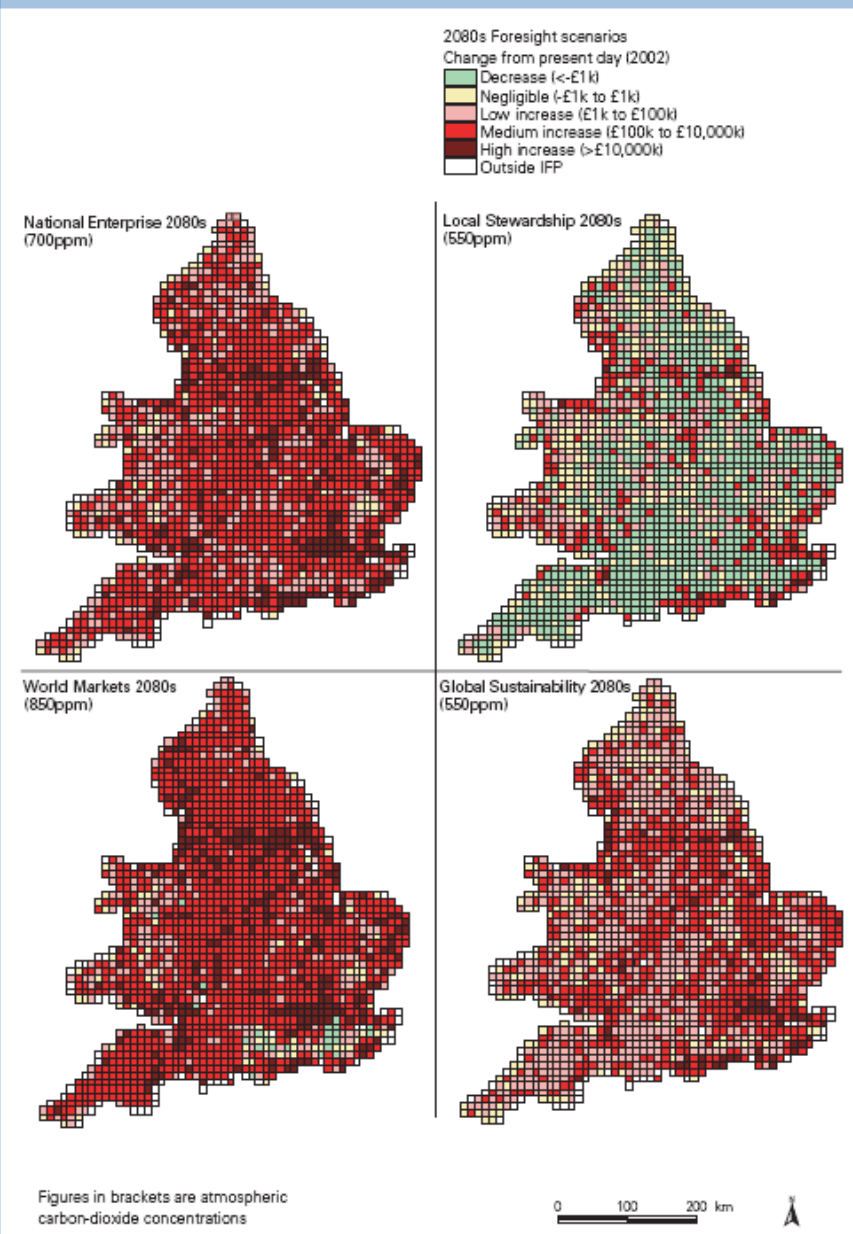 2080s Foresight scenarios
Change from present day (2002)
Decrease (<-£1k)
Negligible (-£1k to £1k)
Low increase (£1k to £100k)
Medium increase (£100k to £10,000k)
High increase (>£10,000k)
Outside IFP
National Enterprise 2080s
(700ppm)
Local Stewardship 2080s
(550ppm)
World Markets 2080s
(850ppm)
Global Sustainability 2080s
(550ppm)
Figures in brackets are atmospheric
carbon-dioxide concentrations
0 100 200 km
N